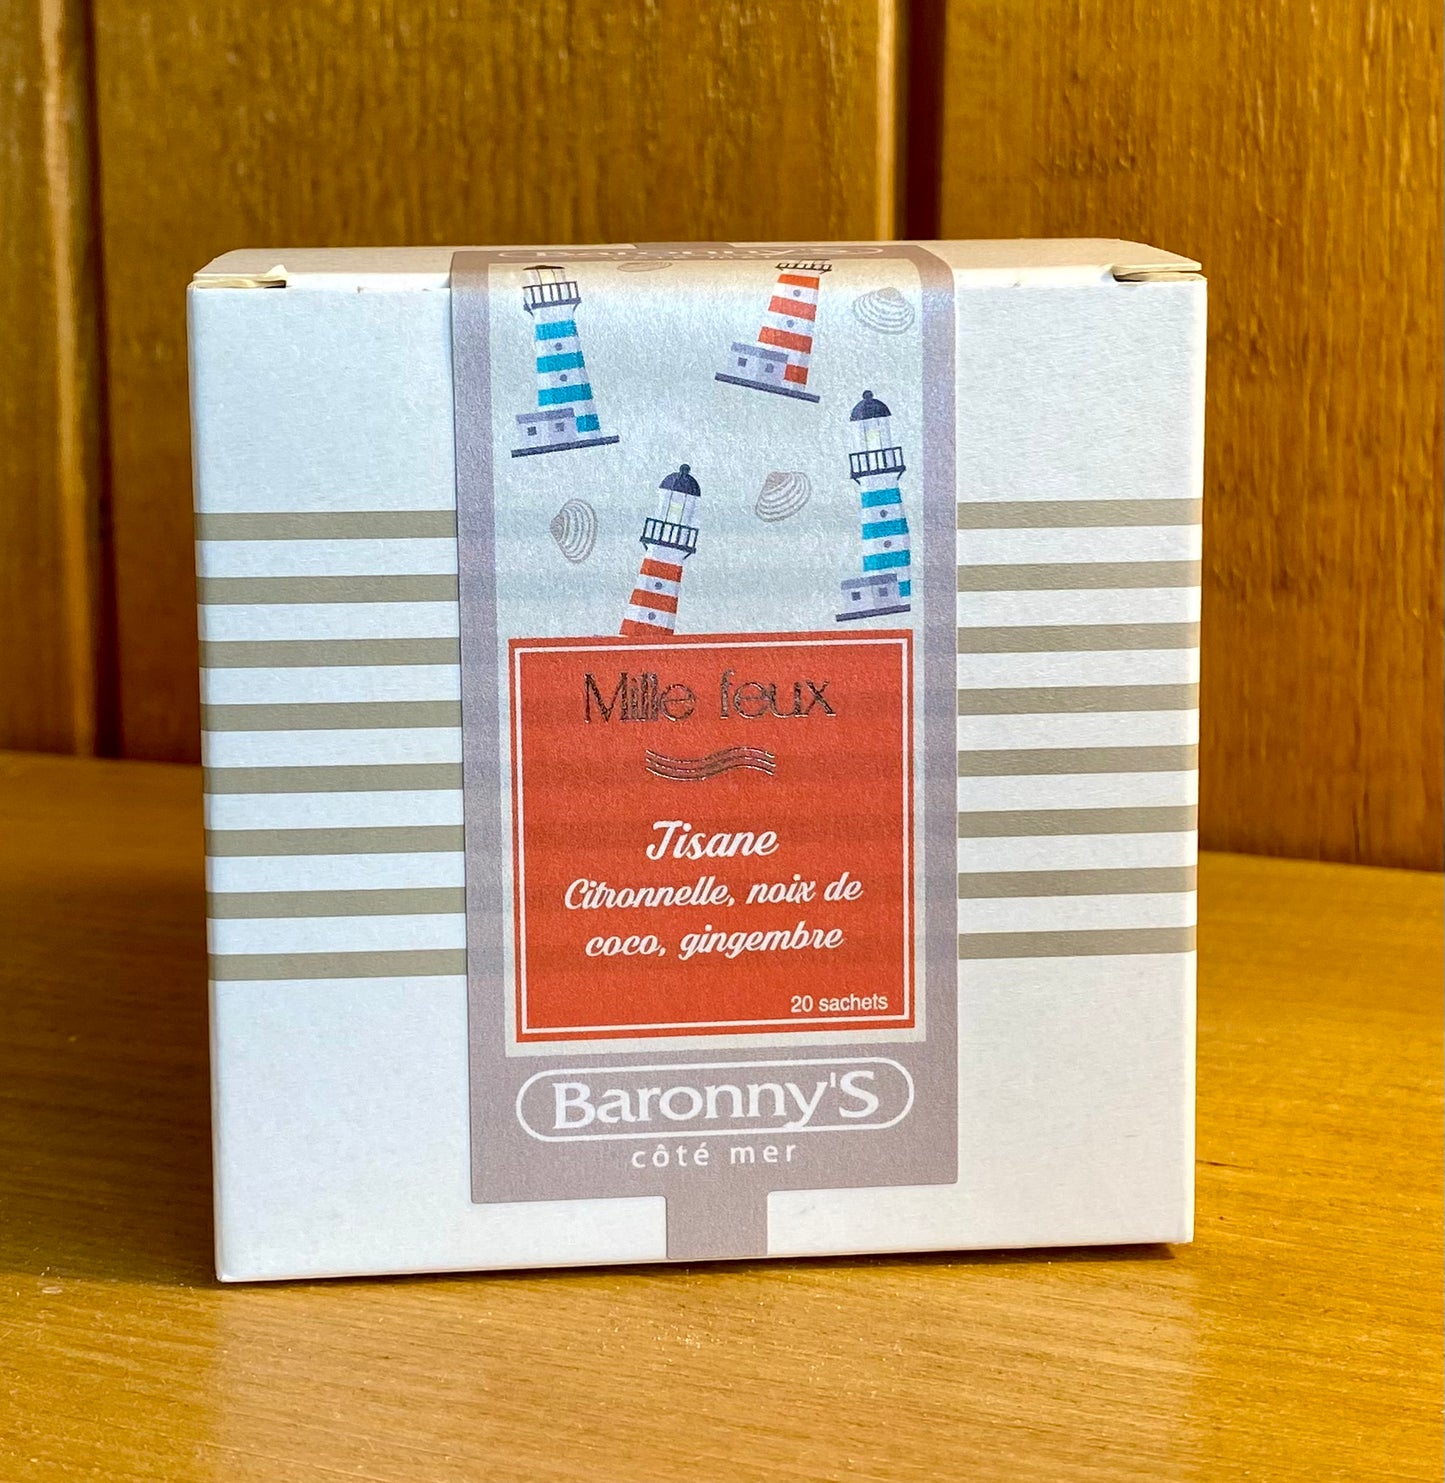 Mille feux
Tisane
Citronnelle, noix de
coco, gingembre
20 sachets
Baronny'S
côté mer